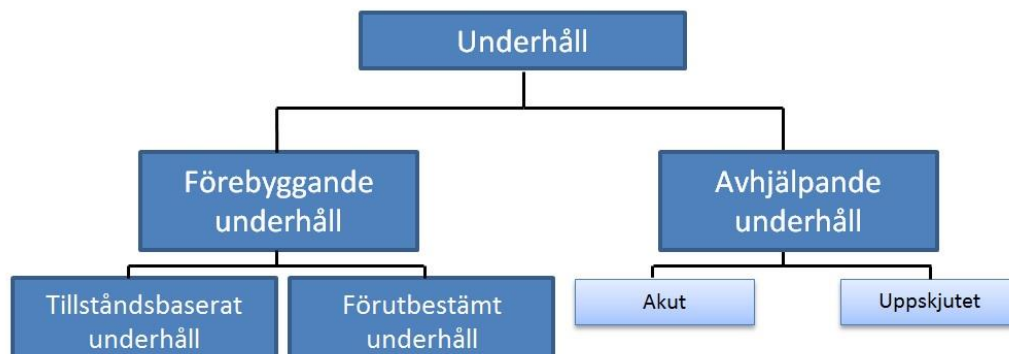 Underhåll
Förebyggande
underhåll
Avhjälpande
underhåll
Tillståndsbaserat
underhåll
Förutbestämt
underhåll
Akut
Uppskjutet